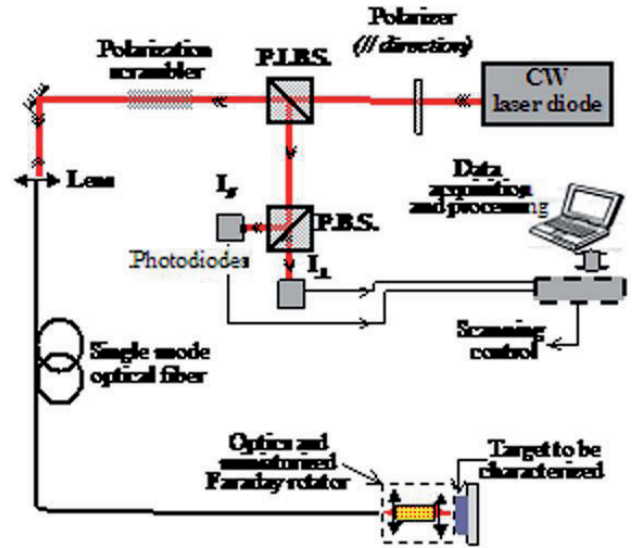 Polarizer
(// direction)
P.I.B.S.
Polarization
scrambler
CW
laser diode
Lens
Data
acquisition
and processing
I//
P.B.S.
Photodiodes
I⊥
Scanning
control
Single-mode
optical fiber
Optics and
miniaturized
Faraday rotator
Target to be
characterized